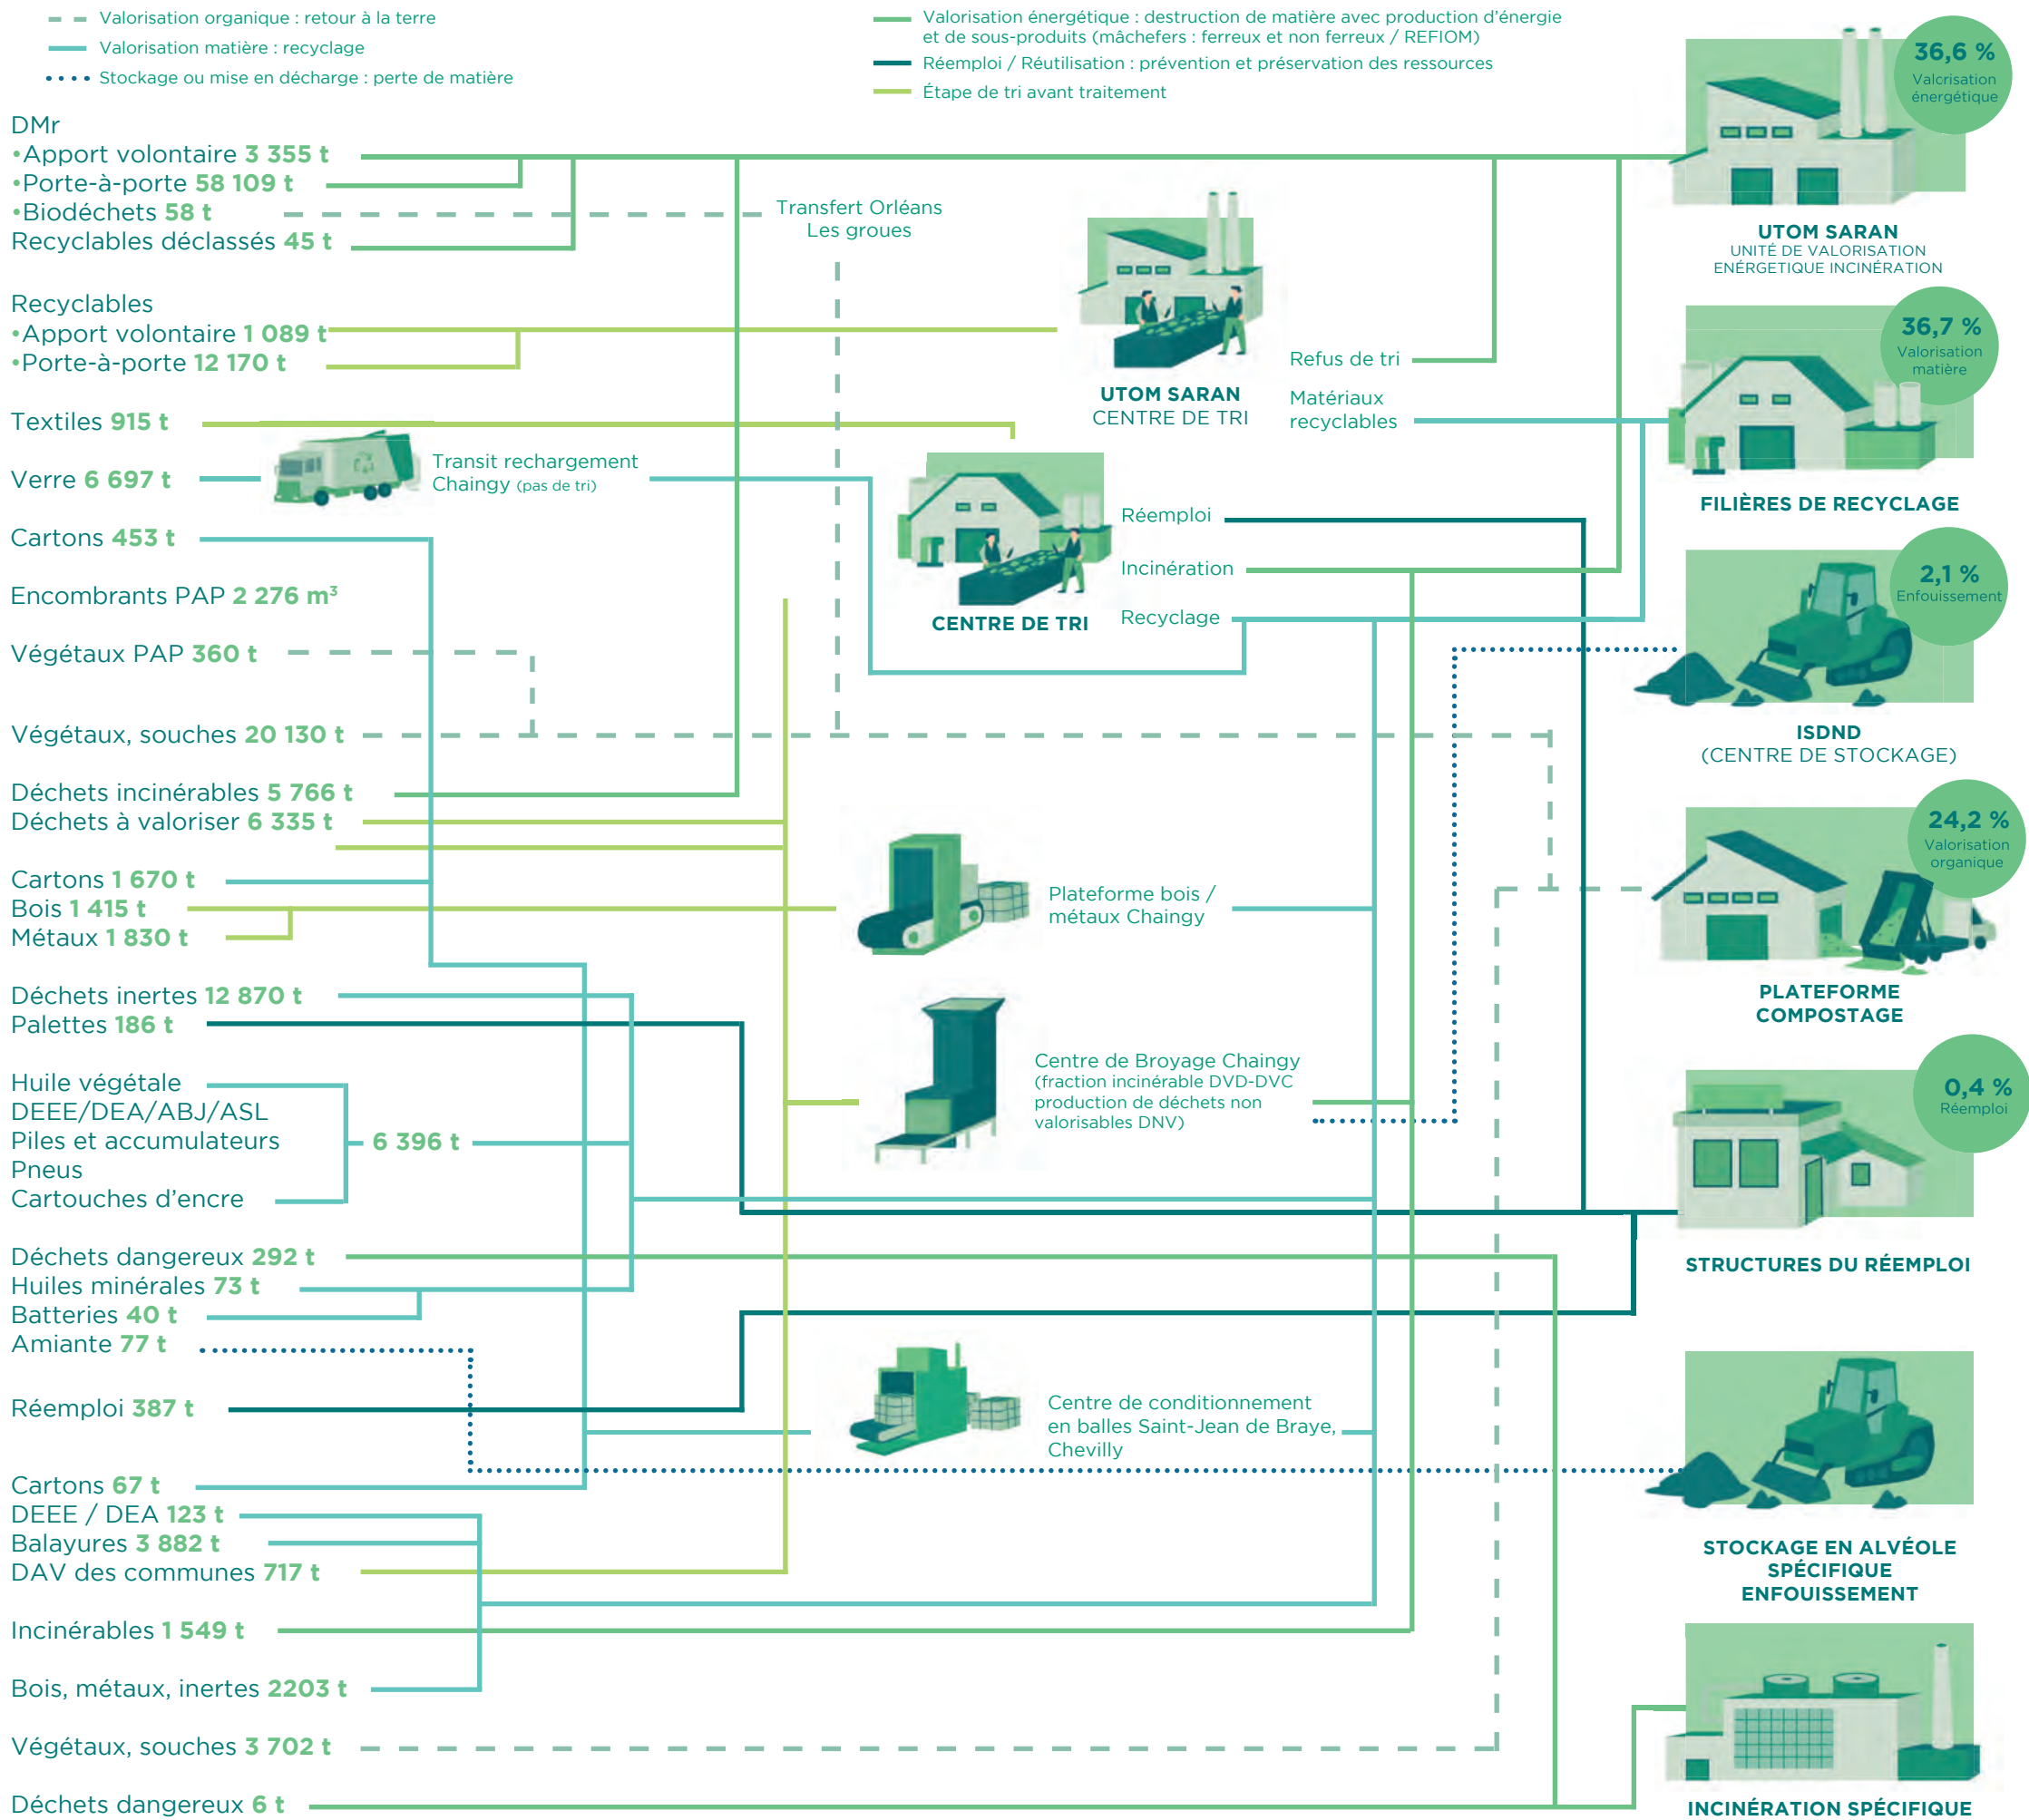 Valorisation organique : retour à la terre
Valorisation matière : recyclage
Stockage ou mise en décharge : perte de matière
Valorisation énergétique : destruction de matière avec production d'énergie
et de sous-produits (mâchefers : ferreux et non ferreux / REFIOM)
Réemploi / Réutilisation : prévention et préservation des ressources
Étape de tri avant traitement
DMr
•Apport volontaire 3 355 t
•Porte-à-porte 58 109 t
•Biodéchets 58 t
Recyclables déclassés 45 t
Recyclables
•Apport volontaire 1 089 t
•Porte-à-porte 12 170 t
Textiles 915 t
Verre 6 697 t
Cartons 453 t
Encombrants PAP 2 276 m³
Végétaux PAP 360 t
Végétaux, souches 20 130 t
Déchets incinérables 5 766 t
Déchets à valoriser 6 335 t
Cartons 1 670 t
Bois 1 415 t
Métaux 1 830 t
Déchets inertes 12 870 t
Palettes 186 t
Huile végétale
DEEE/DEA/ABJ/ASL
Piles et accumulateurs
Pneus
Cartouches d'encre
6 396 t
Déchets dangereux 292 t
Huiles minérales 73 t
Batteries 40 t
Amiante 77 t
Réemploi 387 t
Cartons 67 t
DEEE / DEA 123 t
Balayures 3 882 t
DAV des communes 717 t
Incinérables 1 549 t
Bois, métaux, inertes 2203 t
Végétaux, souches 3 702 t
Déchets dangereux 6 t
Transfert Orléans
Les groues
Transit rechargement
Chaingy (pas de tri)
UTOM SARAN
CENTRE DE TRI
Refus de tri
Matériaux
recyclables
CENTRE DE TRI
Réemploi
Incinération
Recyclage
Plateforme bois /
métaux Chaingy
Centre de Broyage Chaingy
(fraction incinérable DVD-DVC
production de déchets non
valorisables DNV)
Centre de conditionnement
en balles Saint-Jean de Braye,
Chevilly
36,6 %
Valcrisation
énergétique
UTOM SARAN
UNITÉ DE VALORISATION
ENÉRGETIQUE INCINÉRATION
36,7 %
Valorisation
matière
FILIÈRES DE RECYCLAGE
2,1 %
Enfouissement
ISDND
(CENTRE DE STOCKAGE)
24,2 %
Valorisation
organique
PLATEFORME
COMPOSTAGE
0,4 %
Réemploi
STRUCTURES DU RÉEMPLOI
STOCKAGE EN ALVÉOLE
SPÉCIFIQUE
ENFOUISSEMENT
INCINÉRATION SPÉCIFIQUE